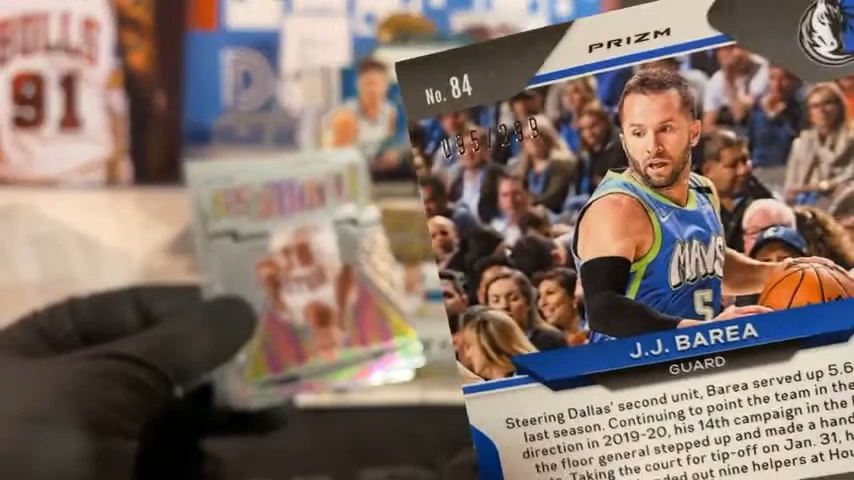 BULLS
91
PRIZM
No. 84
095/299
MAVS
5
J.J. BAREA
GUARD
Steering Dallas' second unit, Barea served up 5.6
last season. Continuing to point the team in the
direction in 2019-20, his 14th campaign in the
the floor general stepped up and made a hand
Taking the court for tip-off on Jan. 31, h
nded out nine helpers at Hou